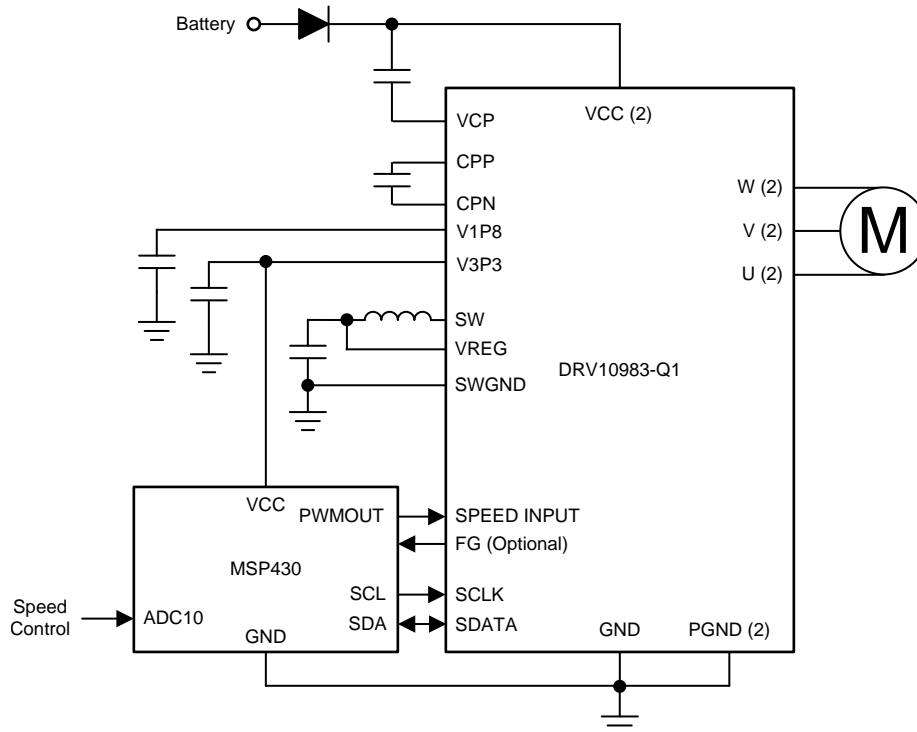 Battery
VCP
VCC (2)
CPP
CPN
W (2)
V1P8
V (2)
M
V3P3
U (2)
SW
VREG
DRV10983-Q1
SWGND
VCC
PWMOUT
SPEED INPUT
FG (Optional)
MSP430
SCL
SCLK
Speed
Control
ADC10
SDA
SDATA
GND
GND
PGND (2)